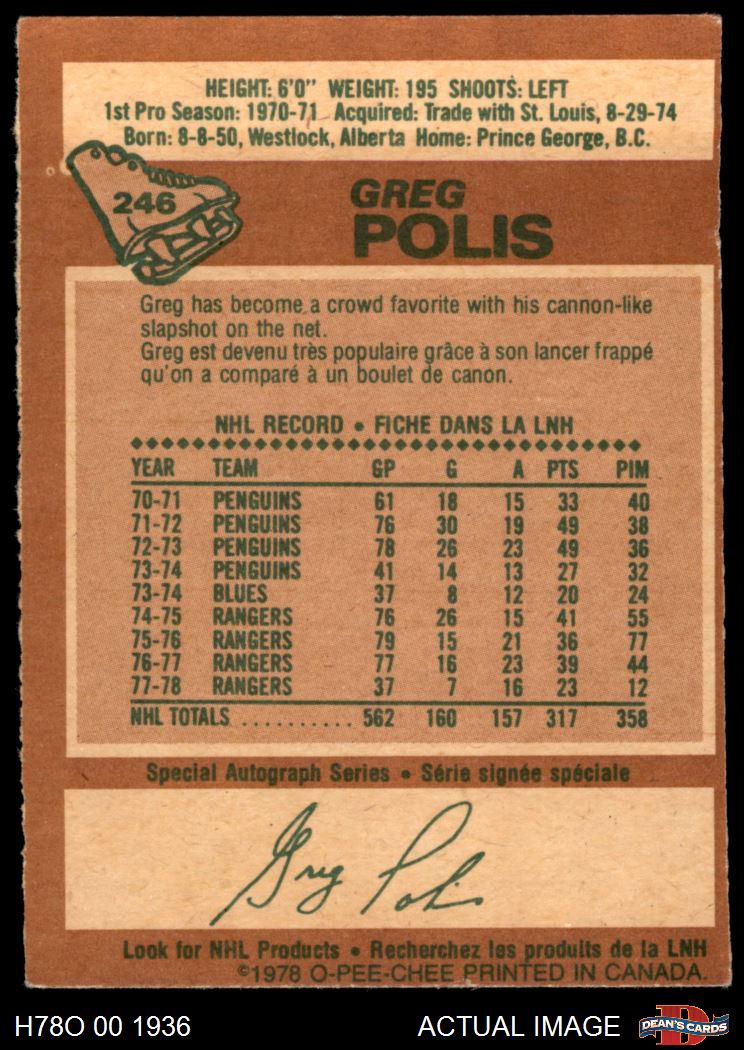 HEIGHT: 6'0" WEIGHT: 195 SHOOTS: LEFT
1st Pro Season: 1970-71 Acquired: Trade with St. Louis, 8-29-74
Born: 8-8-50, Westlock, Alberta Home: Prince George, B.C.
246
GREG
POLIS
Greg has become a crowd favorite with his cannon-like
slapshot on the net.
Greg est devenu très populaire grâce à son lancer frappé
qu'on a comparé à un boulet de canon.
NHL RECORD • FICHE DANS LA LNH
YEAR TEAM GP G A PTS PIM
70-71 PENGUINS 61 18 15 33 40
71-72 PENGUINS 76 30 19 49 38
72-73 PENGUINS 78 26 23 49 36
73-74 PENGUINS 41 14 13 27 32
73-74 BLUES 37 8 12 20 24
74-75 RANGERS 76 26 15 41 55
75-76 RANGERS 79 15 21 36 77
76-77 RANGERS 77 16 23 39 44
77-78 RANGERS 37 7 16 23 12
NHL TOTALS .......... 562 160 157 317 358
Special Autograph Series • Série signée spéciale
Greg Polis
Look for NHL Products • Recherchez les produits de la LNH
©1978 O-PEE-CHEE PRINTED IN CANADA.
H78O 00 1936 ACTUAL IMAGE DEAN'S CARDS